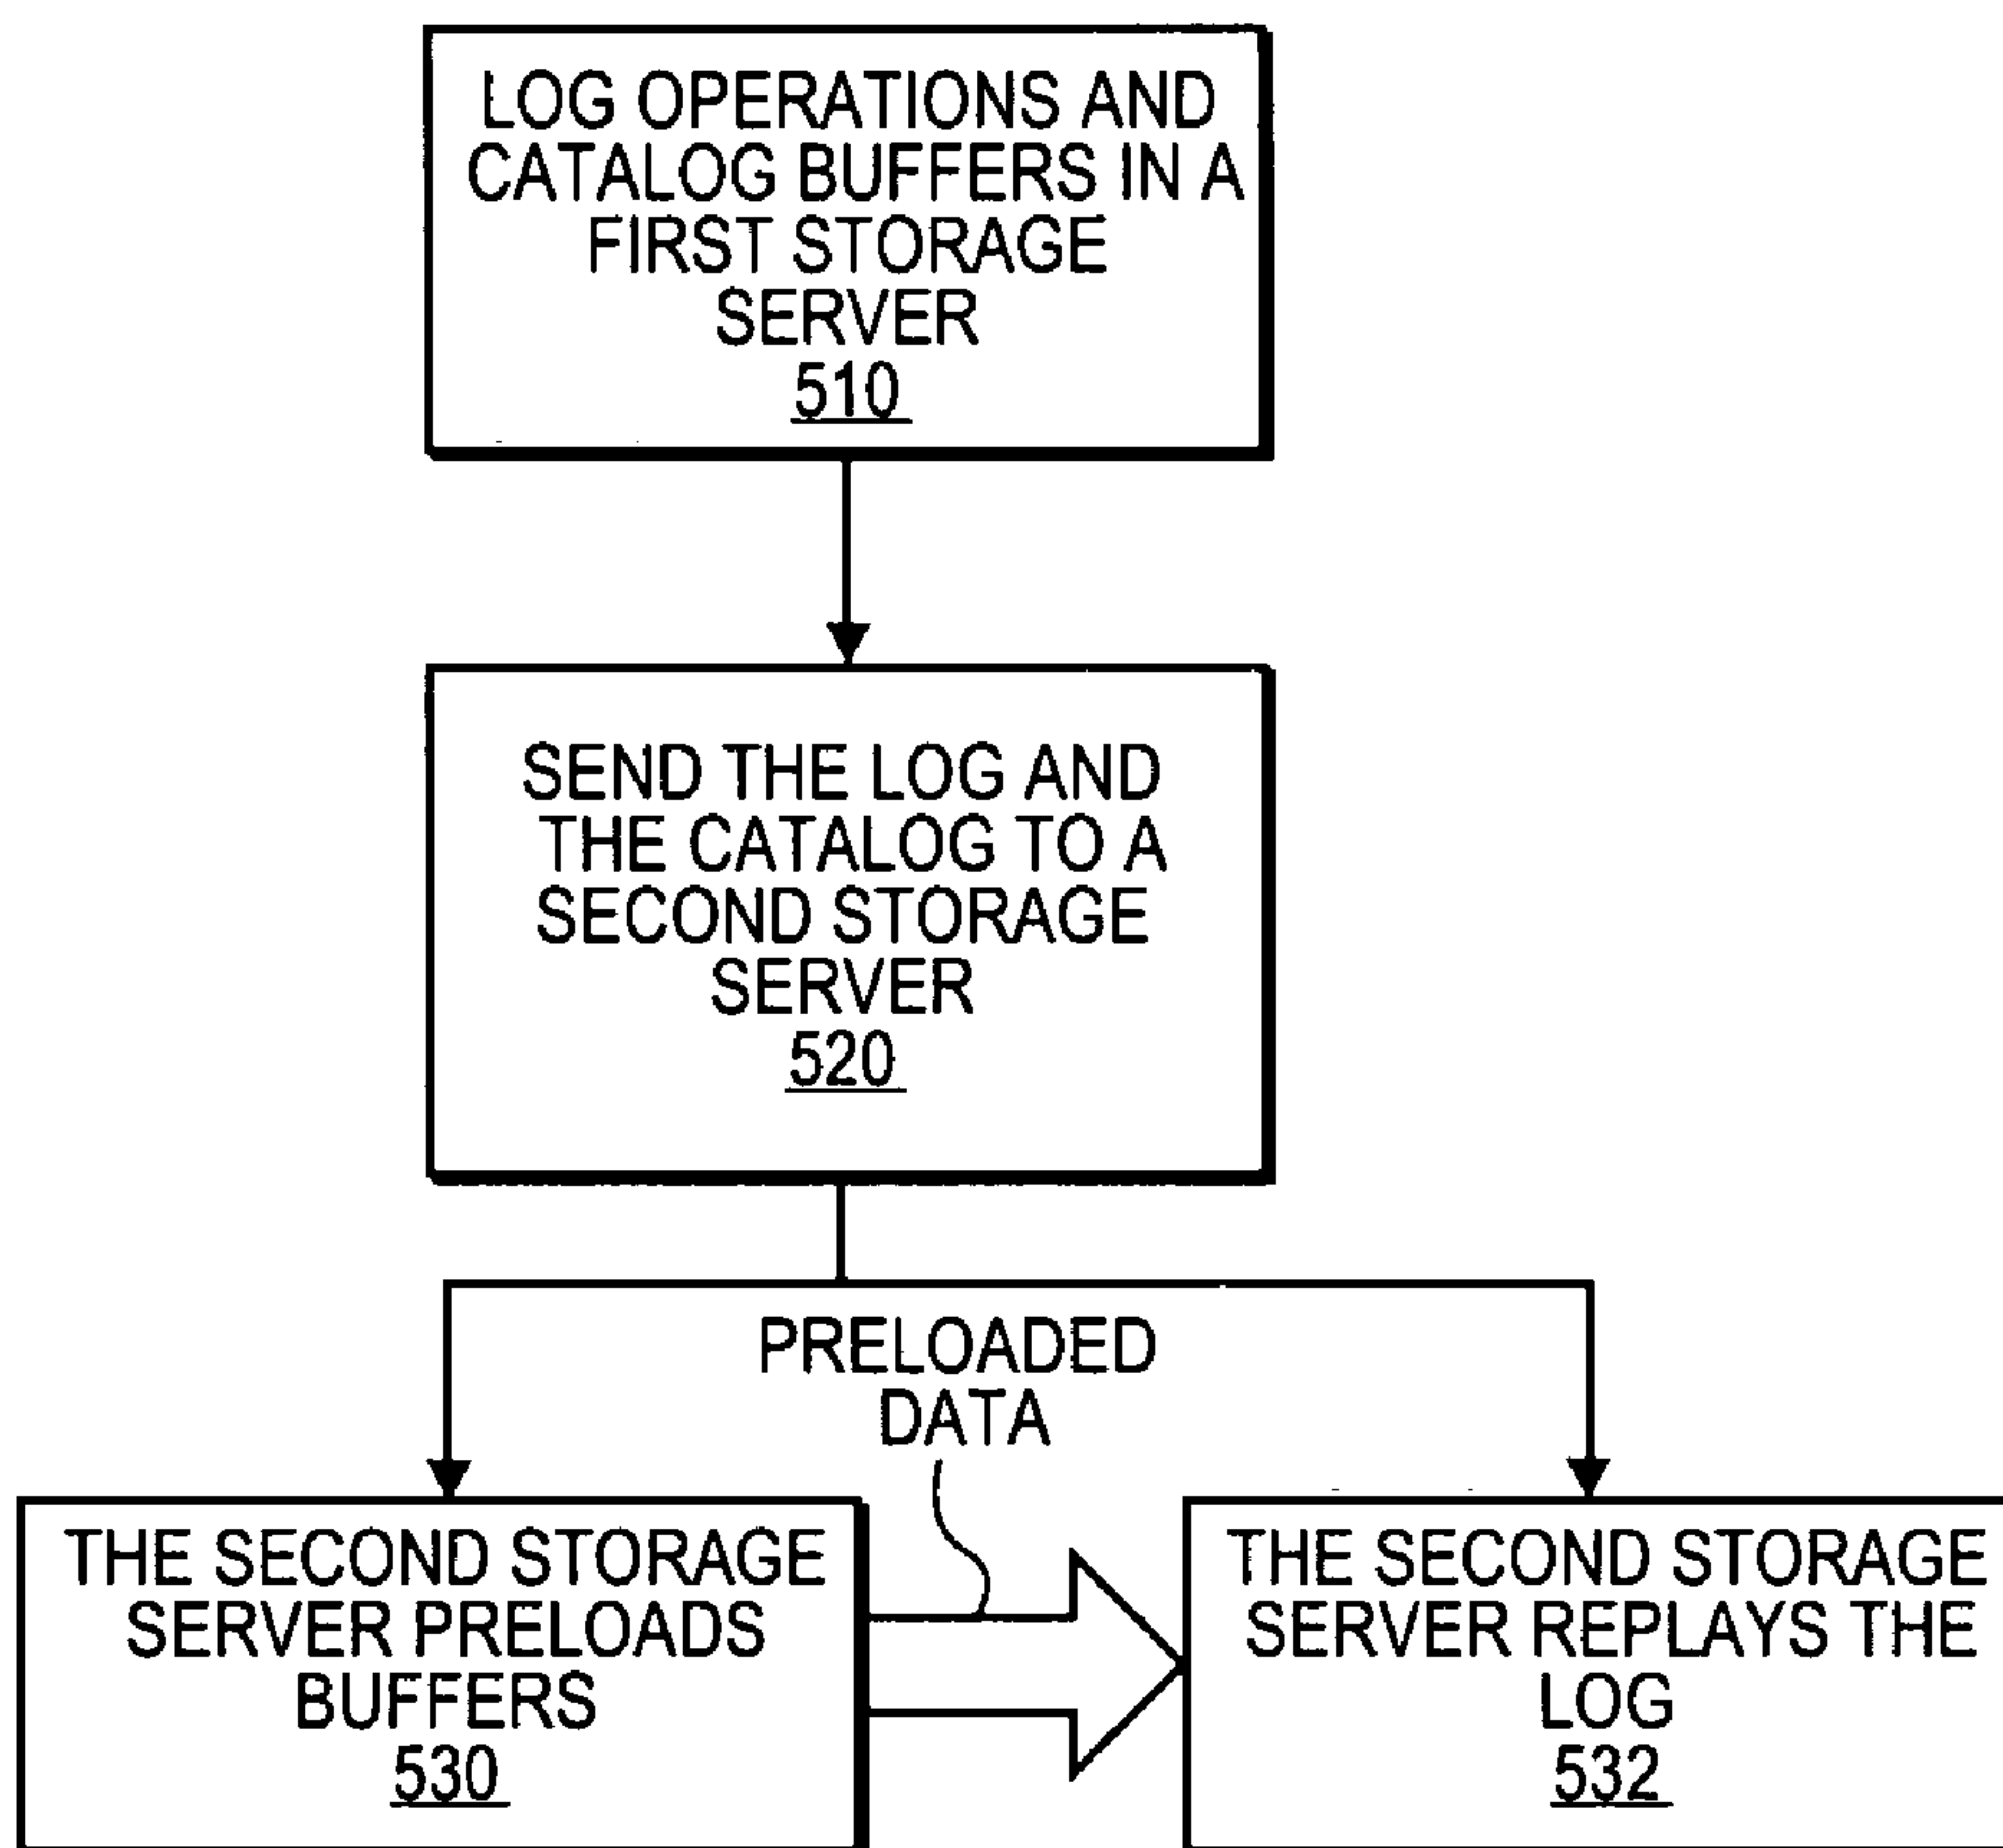 LOG OPERATIONS AND
CATALOG BUFFERS IN A
FIRST STORAGE
SERVER
510
SEND THE LOG AND
THE CATALOG TO A
SECOND STORAGE
SERVER
520
PRELOADED
DATA
THE SECOND STORAGE
SERVER PRELOADS
BUFFERS
530
THE SECOND STORAGE
SERVER REPLAYS THE
LOG
532